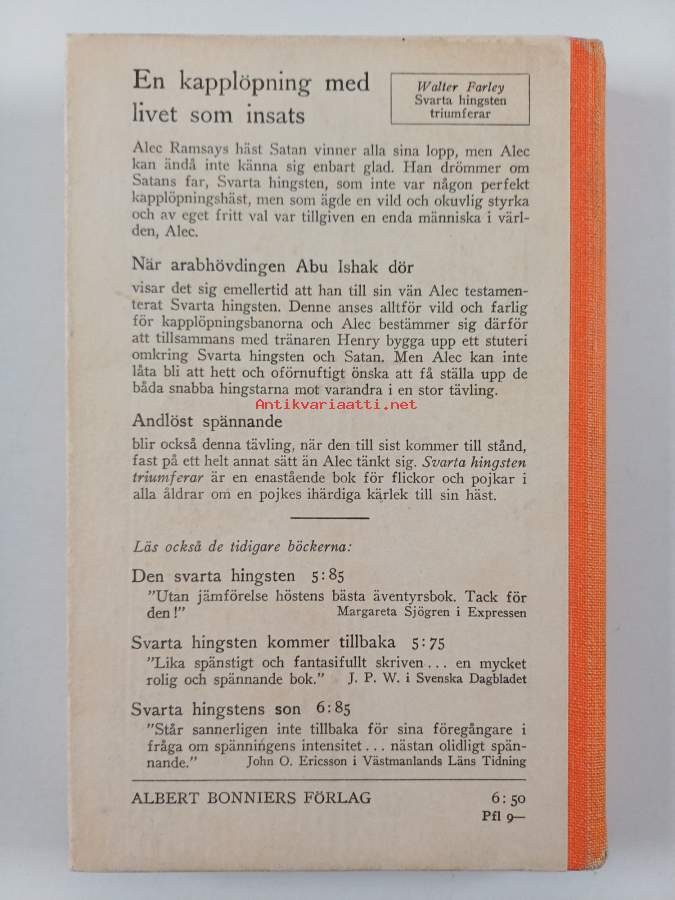 En kapplöpning med
livet som insats
Walter Farley
Svarta hingsten
triumferar
Alec Ramsays häst Satan vinner alla sina lopp, men Alec
kan ändå inte känna sig enbart glad. Han drömmer om
Satans far, Svarta hingsten, som inte var någon perfekt
kapplöpningshäst, men som ägde en vild och okuvlig styrka
och av eget fritt val var tillgiven en enda människa i värl-
den, Alec.
När arabhövdingen Abu Ishak dör
visar det sig emellertid att han till sin vän Alec testamen-
terat Svarta hingsten. Denne anses alltför vild och farlig
för kapplöpningsbanorna och Alec bestämmer sig därför
att tillsammans med tränaren Henry bygga upp ett stuteri
omkring Svarta hingsten och Satan. Men Alec kan inte
låta bli att hett och oförnuftigt önska att få ställa upp de
båda snabba hingstarna mot varandra i en stor tävling.
Antikvariaatti.net
Andlöst spännande
blir också denna tävling, när den till sist kommer till stånd,
fast på ett helt annat sätt än Alec tänkt sig. Svarta hingsten
triumferar är en enastående bok för flickor och pojkar i
alla åldrar om en pojkes ihärdiga kärlek till sin häst.
Läs också de tidigare böckerna:
Den svarta hingsten 5:85
"Utan jämförelse höstens bästa äventyrsbok. Tack för
den!" Margareta Sjögren i Expressen
Svarta hingsten kommer tillbaka 5:75
"Lika spänstigt och fantasifullt skriven... en mycket
rolig och spännande bok." J. P. W. i Svenska Dagbladet
Svarta hingstens son 6:85
"Står sannerligen inte tillbaka för sina föregångare i
fråga om spänningens intensitet... nästan olidligt spän-
nande." John O. Ericsson i Västmanlands Läns Tidning
ALBERT BONNIERS FÖRLAG 6:50
Pfl 9—